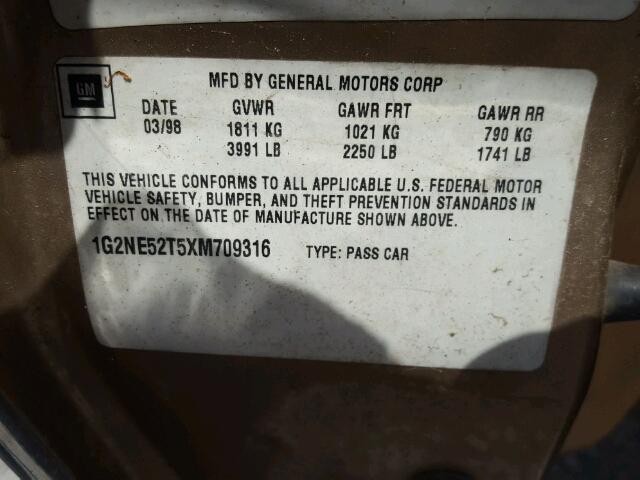 GM
MFD BY GENERAL MOTORS CORP
DATE GVWR GAWR FRT GAWR RR
03/98 1811 KG 1021 KG 790 KG
3991 LB 2250 LB 1741 LB
THIS VEHICLE CONFORMS TO ALL APPLICABLE U.S. FEDERAL MOTOR
VEHICLE SAFETY, BUMPER, AND THEFT PREVENTION STANDARDS IN
EFFECT ON THE DATE OF MANUFACTURE SHOWN ABOVE.
1G2NE52T5XM709316 TYPE: PASS CAR